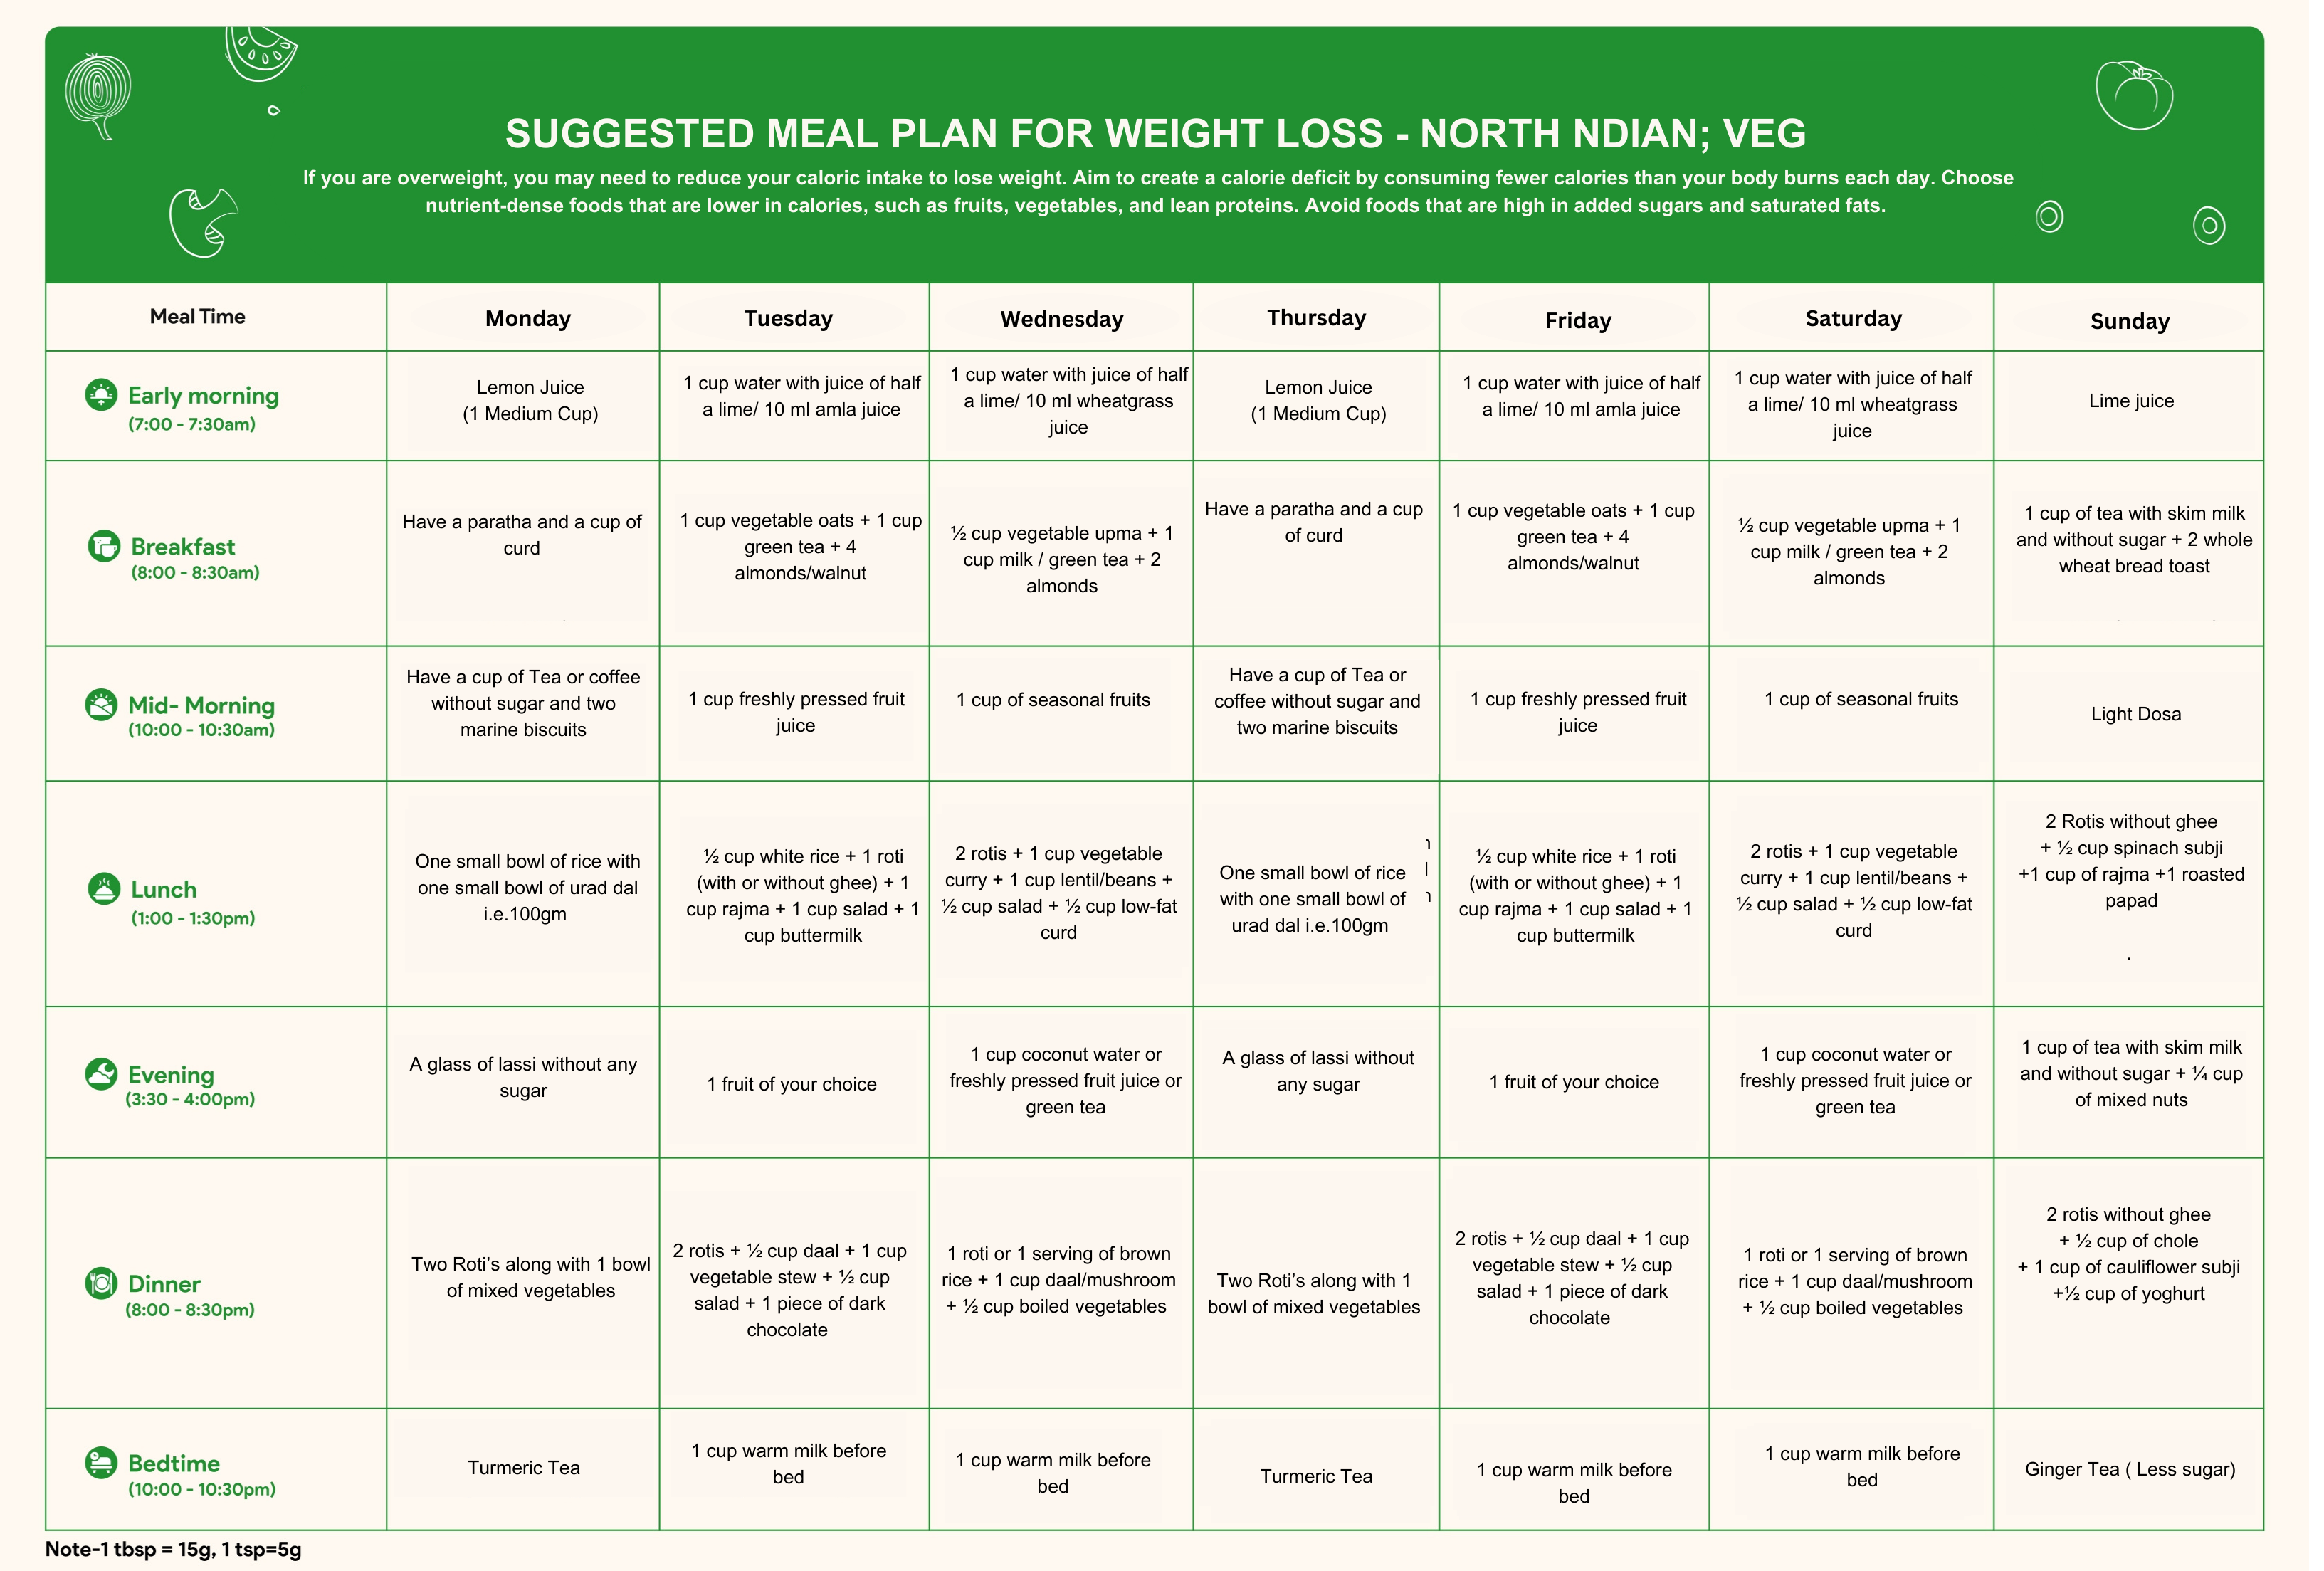 SUGGESTED MEAL PLAN FOR WEIGHT LOSS - NORTH NDIAN; VEG
If you are overweight, you may need to reduce your caloric intake to lose weight. Aim to create a calorie deficit by consuming fewer calories than your body burns each day. Choose
nutrient-dense foods that are lower in calories, such as fruits, vegetables, and lean proteins. Avoid foods that are high in added sugars and saturated fats.
Meal Time
Monday
Tuesday
Wednesday
Thursday
Friday
Saturday
Sunday
Early morning
(7:00 - 7:30am)
Lemon Juice
(1 Medium Cup)
1 cup water with juice of half
a lime/ 10 ml amla juice
1 cup water with juice of half
a lime/ 10 ml wheatgrass
juice
Lemon Juice
(1 Medium Cup)
1 cup water with juice of half
a lime/ 10 ml amla juice
1 cup water with juice of half
a lime/ 10 ml wheatgrass
juice
Lime juice
Breakfast
(8:00 - 8:30am)
Have a paratha and a cup of
curd
1 cup vegetable oats + 1 cup
green tea + 4
almonds/walnut
½ cup vegetable upma + 1
cup milk / green tea + 2
almonds
Have a paratha and a cup
of curd
1 cup vegetable oats + 1 cup
green tea + 4
almonds/walnut
½ cup vegetable upma + 1
cup milk / green tea + 2
almonds
1 cup of tea with skim milk
and without sugar + 2 whole
wheat bread toast
Mid- Morning
(10:00 - 10:30am)
Have a cup of Tea or coffee
without sugar and two
marine biscuits
1 cup freshly pressed fruit
juice
1 cup of seasonal fruits
Have a cup of Tea or
coffee without sugar and
two marine biscuits
1 cup freshly pressed fruit
juice
1 cup of seasonal fruits
Light Dosa
Lunch
(1:00 - 1:30pm)
One small bowl of rice with
one small bowl of urad dal
i.e.100gm
½ cup white rice + 1 roti
(with or without ghee) + 1
cup rajma + 1 cup salad + 1
cup buttermilk
2 rotis + 1 cup vegetable
curry + 1 cup lentil/beans +
½ cup salad + ½ cup low-fat
curd
One small bowl of rice
with one small bowl of
urad dal i.e.100gm
½ cup white rice + 1 roti
(with or without ghee) + 1
cup rajma + 1 cup salad + 1
cup buttermilk
2 rotis + 1 cup vegetable
curry + 1 cup lentil/beans +
½ cup salad + ½ cup low-fat
curd
2 Rotis without ghee
+ ½ cup spinach subji
+1 cup of rajma +1 roasted
papad
.
Evening
(3:30 - 4:00pm)
A glass of lassi without any
sugar
1 fruit of your choice
1 cup coconut water or
freshly pressed fruit juice or
green tea
A glass of lassi without
any sugar
1 fruit of your choice
1 cup coconut water or
freshly pressed fruit juice or
green tea
1 cup of tea with skim milk
and without sugar + ¼ cup
of mixed nuts
Dinner
(8:00 - 8:30pm)
Two Roti’s along with 1 bowl
of mixed vegetables
2 rotis + ½ cup daal + 1 cup
vegetable stew + ½ cup
salad + 1 piece of dark
chocolate
1 roti or 1 serving of brown
rice + 1 cup daal/mushroom
+ ½ cup boiled vegetables
Two Roti’s along with 1
bowl of mixed vegetables
2 rotis + ½ cup daal + 1 cup
vegetable stew + ½ cup
salad + 1 piece of dark
chocolate
1 roti or 1 serving of brown
rice + 1 cup daal/mushroom
+ ½ cup boiled vegetables
2 rotis without ghee
+ ½ cup of chole
+ 1 cup of cauliflower subji
+½ cup of yoghurt
Bedtime
(10:00 - 10:30pm)
Turmeric Tea
1 cup warm milk before
bed
1 cup warm milk before
bed
Turmeric Tea
1 cup warm milk before
bed
1 cup warm milk before
bed
Ginger Tea ( Less sugar)
Note-1 tbsp = 15g, 1 tsp=5g